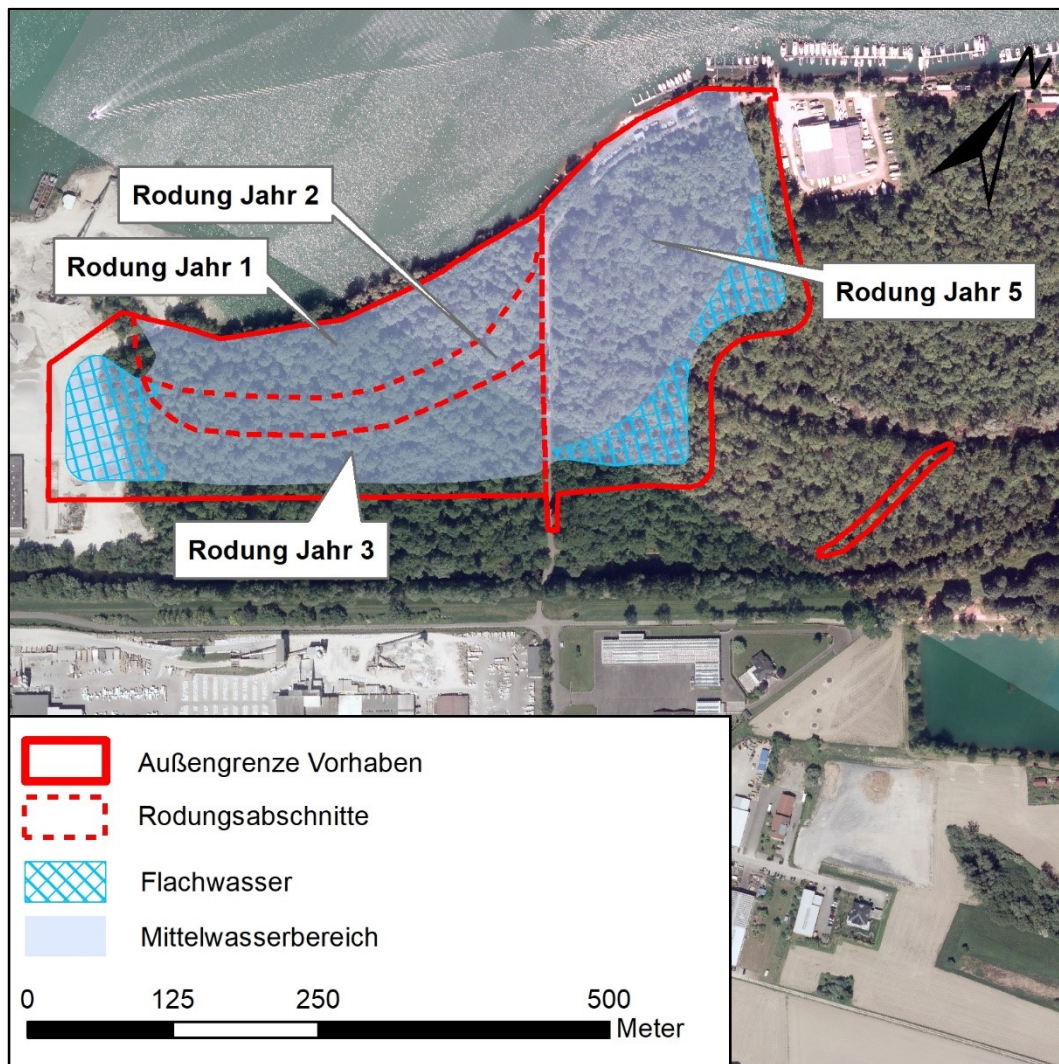 N
Rodung Jahr 2
Rodung Jahr 1
Rodung Jahr 5
Rodung Jahr 3
Außengrenze Vorhaben
Rodungsabschnitte
Flachwasser
Mittelwasserbereich
0 125 250 500
Meter